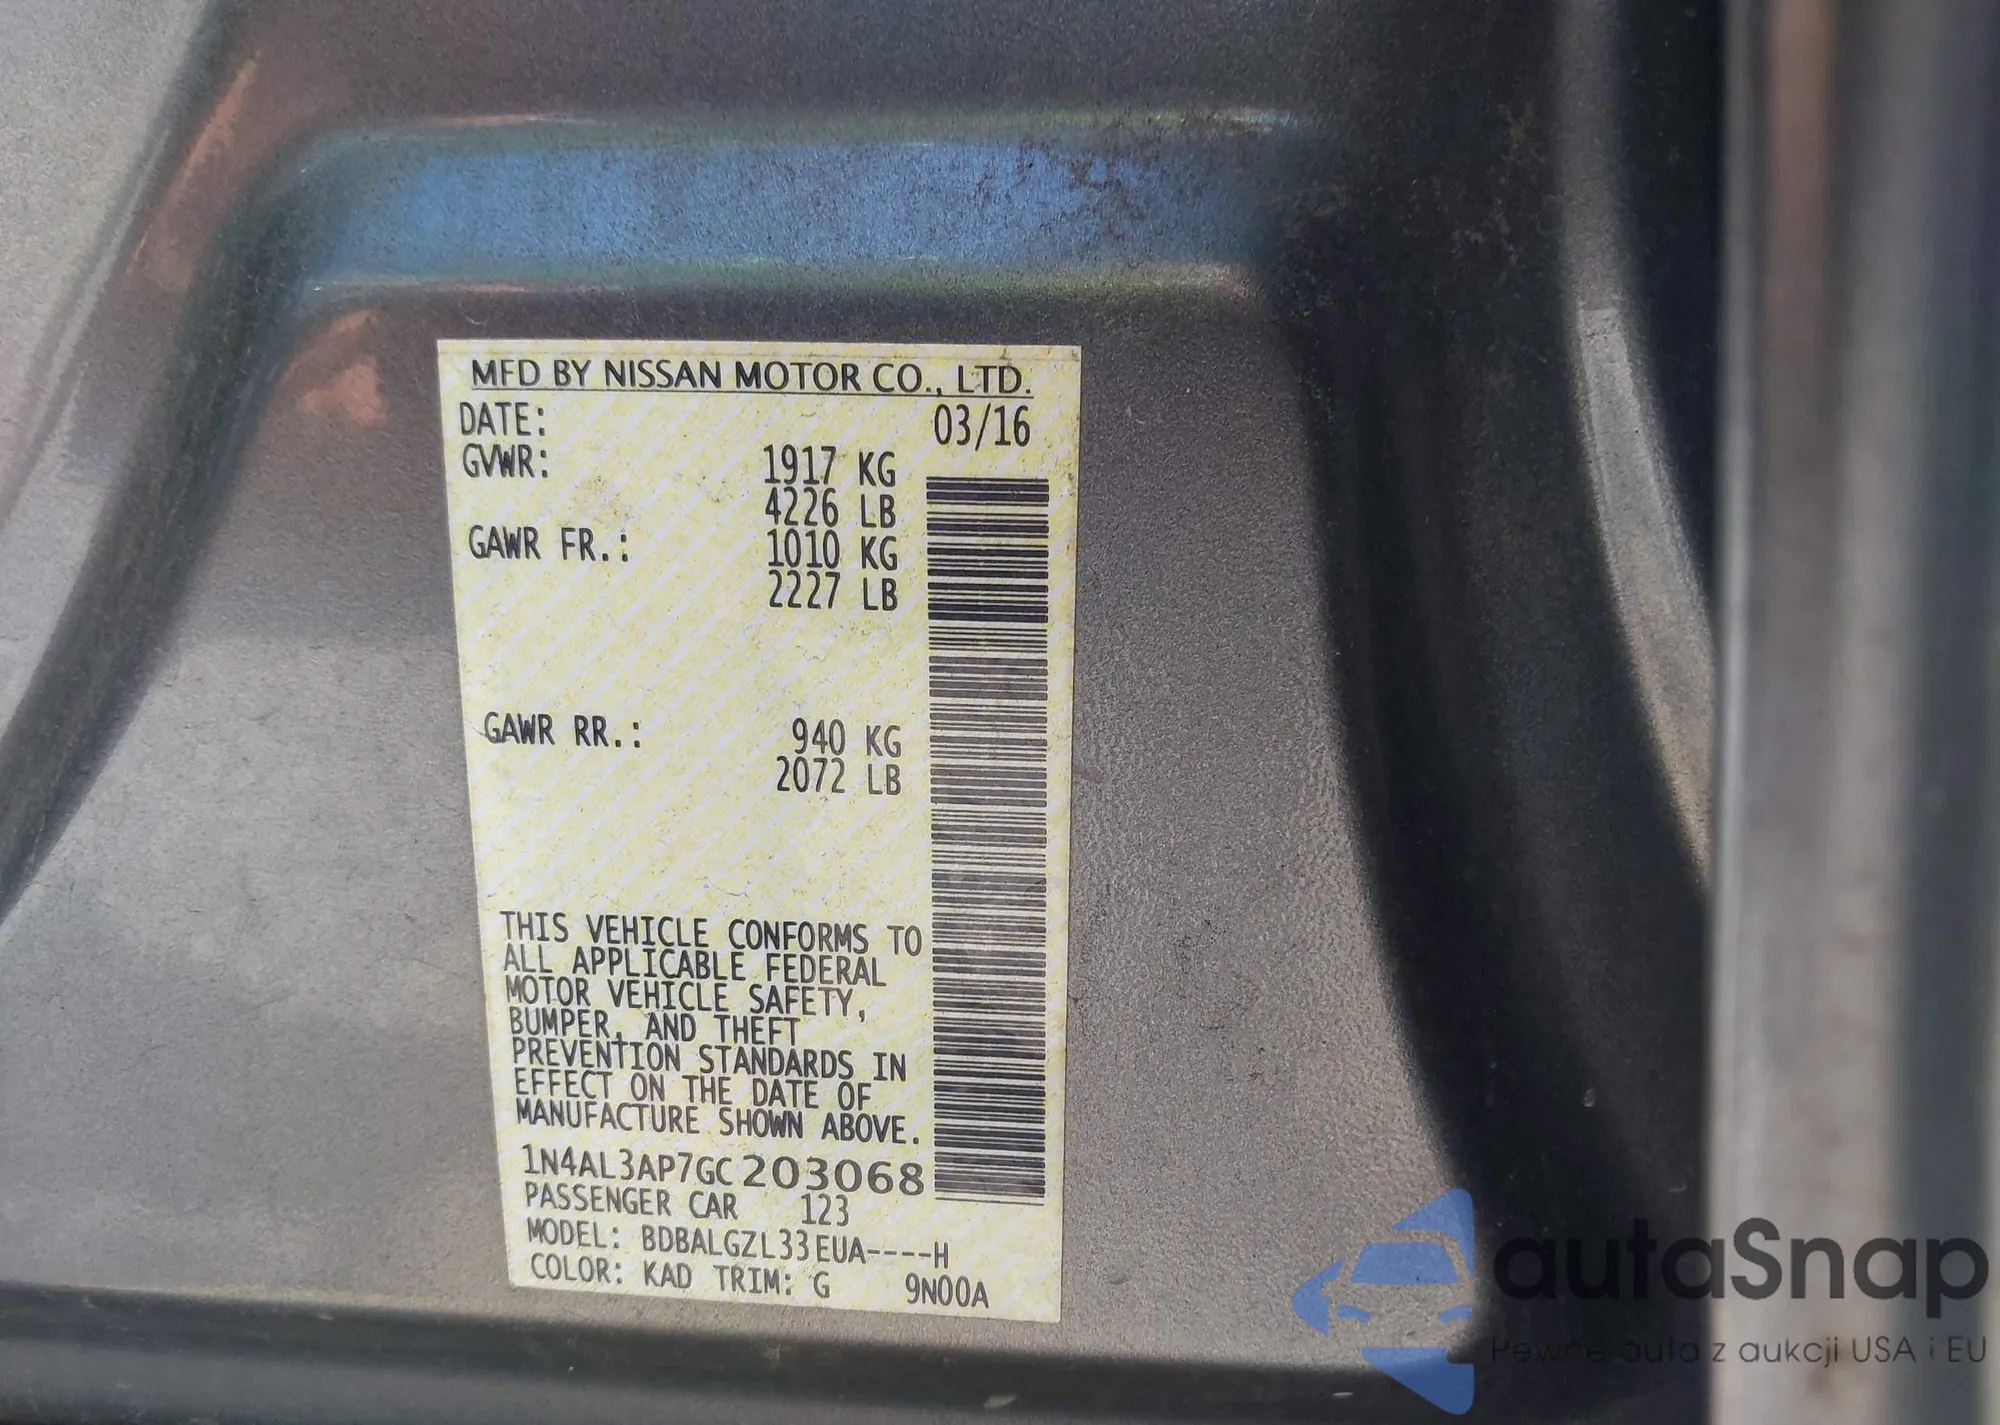 MFD BY NISSAN MOTOR CO., LTD.
DATE: 03/16
GVWR: 1917 KG
4226 LB
GAWR FR.: 1010 KG
2227 LB
GAWR RR.: 940 KG
2072 LB
THIS VEHICLE CONFORMS TO
ALL APPLICABLE FEDERAL
MOTOR VEHICLE SAFETY,
BUMPER, AND THEFT
PREVENTION STANDARDS IN
EFFECT ON THE DATE OF
MANUFACTURE SHOWN ABOVE.
1N4AL3AP7GC203068
PASSENGER CAR 123
MODEL: BDBALGZL33EUA----H
COLOR: KAD TRIM: G 9N00A
autaSnap
Pewne auta z aukcji USA i EU